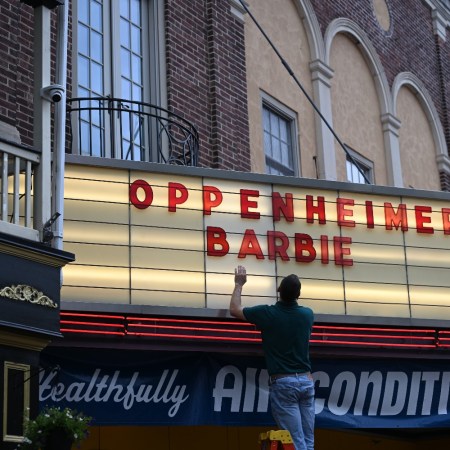 OPPENHEIMER
BARBIE
Healthfully AIR CONDITI